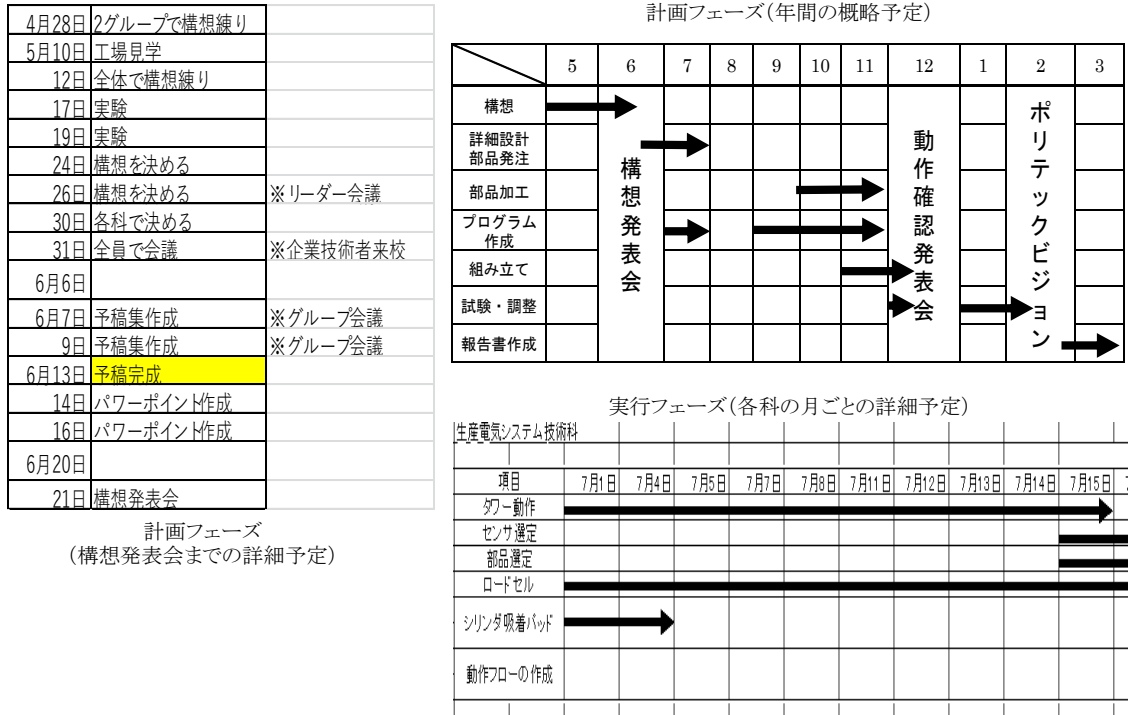 4月28日 2グループで構想練り
5月10日 工場見学
12日 全体で構想練り
17日 実験
19日 実験
24日 構想を決める
26日 構想を決める ※リーダー会議
30日 各科で決める
31日 全員で会議 ※企業技術者来校
6月6日
6月7日 予稿集作成 ※グループ会議
9日 予稿集作成 ※グループ会議
6月13日 予稿完成
14日 パワーポイント作成
16日 パワーポイント作成
6月20日
21日 構想発表会
計画フェーズ
(構想発表会までの詳細予定)
計画フェーズ(年間の概略予定)
5 6 7 8 9 10 11 12 1 2 3
構想
詳細設計
部品発注
部品加工
プログラム
作成
組み立て
試験・調整
報告書作成
構想発表会
動作確認発表会
ポリテックビジョン
実行フェーズ(各科の月ごとの詳細予定)
生産電気システム技術科
項目 7月1日 7月4日 7月5日 7月7日 7月8日 7月11日 7月12日 7月13日 7月14日 7月15日
タワー動作
センサ選定
部品選定
ロードセル
シリンダ吸着パッド
動作フローの作成